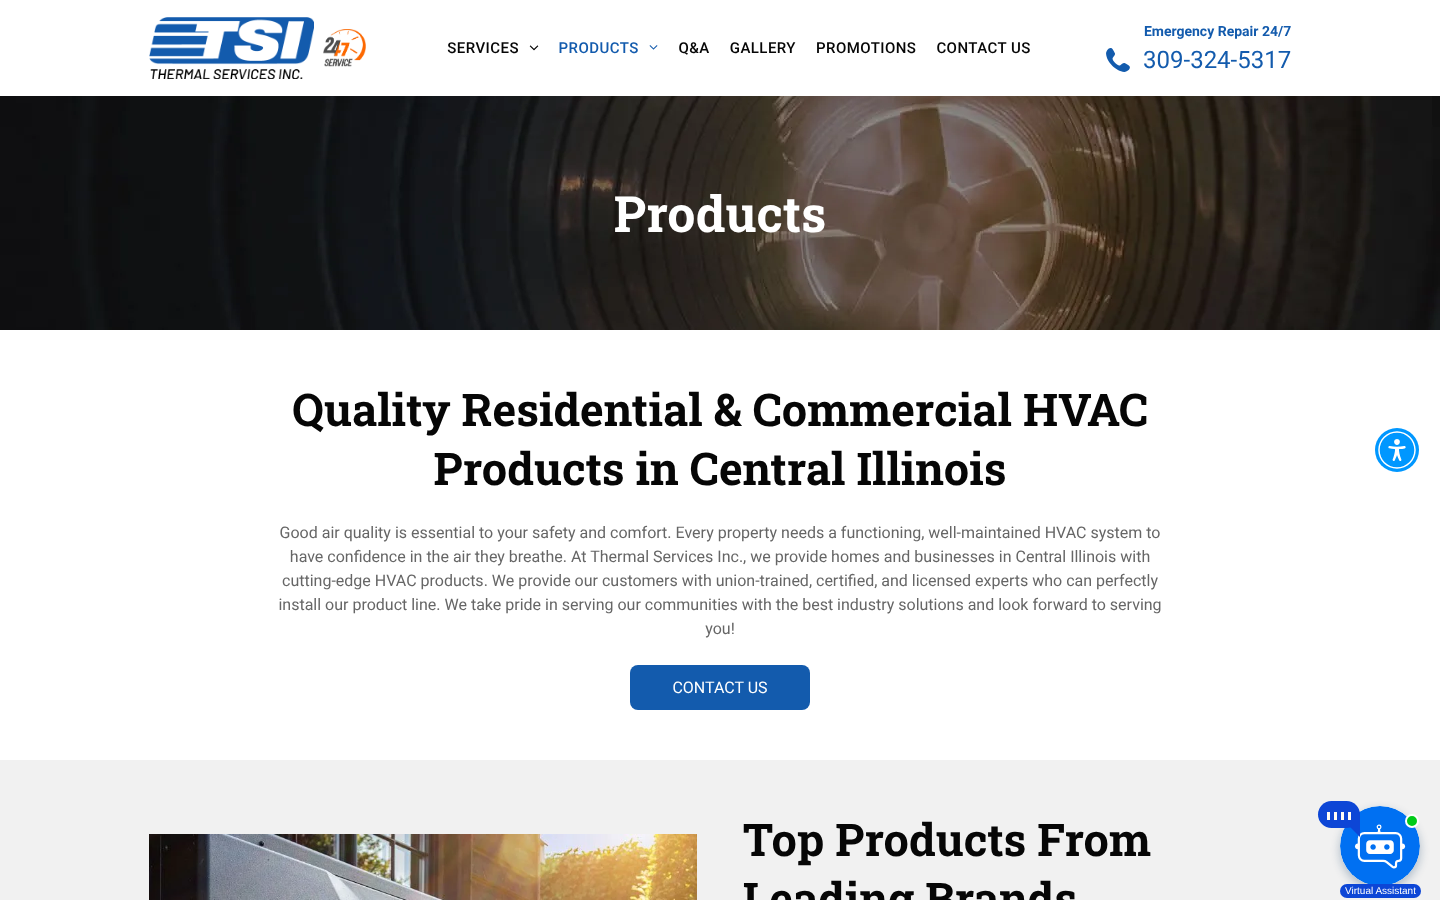 TSI
THERMAL SERVICES INC.
24/7
SERVICE
SERVICES
PRODUCTS
Q&A
GALLERY
PROMOTIONS
CONTACT US
Emergency Repair 24/7
309-324-5317
Products
Quality Residential & Commercial HVAC
Products in Central Illinois
Good air quality is essential to your safety and comfort. Every property needs a functioning, well-maintained HVAC system to
have confidence in the air they breathe. At Thermal Services Inc., we provide homes and businesses in Central Illinois with
cutting-edge HVAC products. We provide our customers with union-trained, certified, and licensed experts who can perfectly
install our product line. We take pride in serving our communities with the best industry solutions and look forward to serving
you!
CONTACT US
Top Products From
Leading Brands
Virtual Assistant